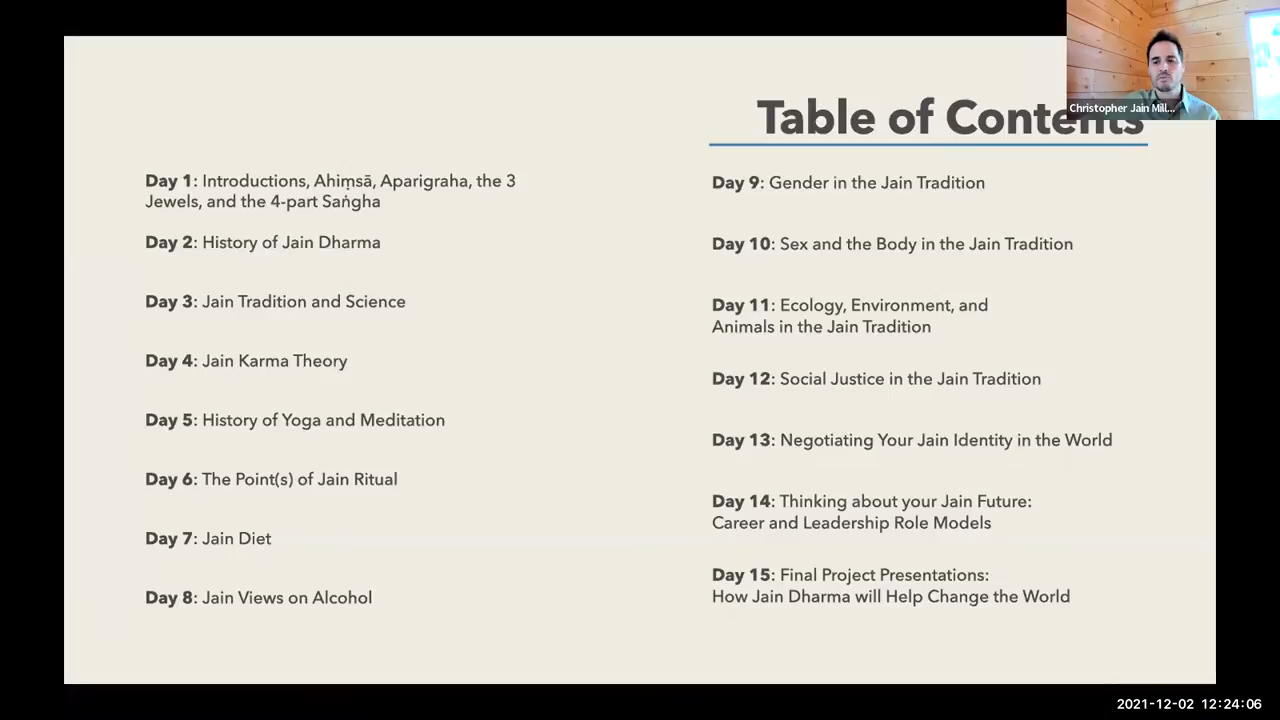 Christopher Jain Mill...
Table of Contents
Day 1: Introductions, Ahiṃsā, Aparigraha, the 3
Jewels, and the 4-part Saṅgha
Day 2: History of Jain Dharma
Day 3: Jain Tradition and Science
Day 4: Jain Karma Theory
Day 5: History of Yoga and Meditation
Day 6: The Point(s) of Jain Ritual
Day 7: Jain Diet
Day 8: Jain Views on Alcohol
Day 9: Gender in the Jain Tradition
Day 10: Sex and the Body in the Jain Tradition
Day 11: Ecology, Environment, and
Animals in the Jain Tradition
Day 12: Social Justice in the Jain Tradition
Day 13: Negotiating Your Jain Identity in the World
Day 14: Thinking about your Jain Future:
Career and Leadership Role Models
Day 15: Final Project Presentations:
How Jain Dharma will Help Change the World
2021-12-02 12:24:06